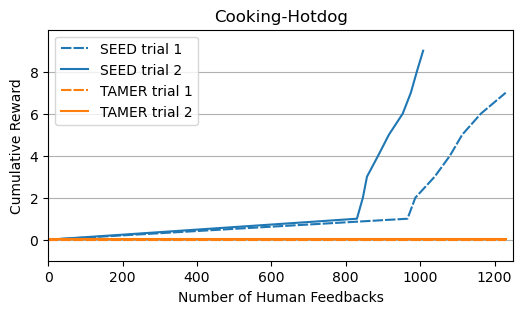 Cooking-Hotdog
SEED trial 1
SEED trial 2
TAMER trial 1
TAMER trial 2
Cumulative Reward
8
6
4
2
0
0 200 400 600 800 1000 1200
Number of Human Feedbacks